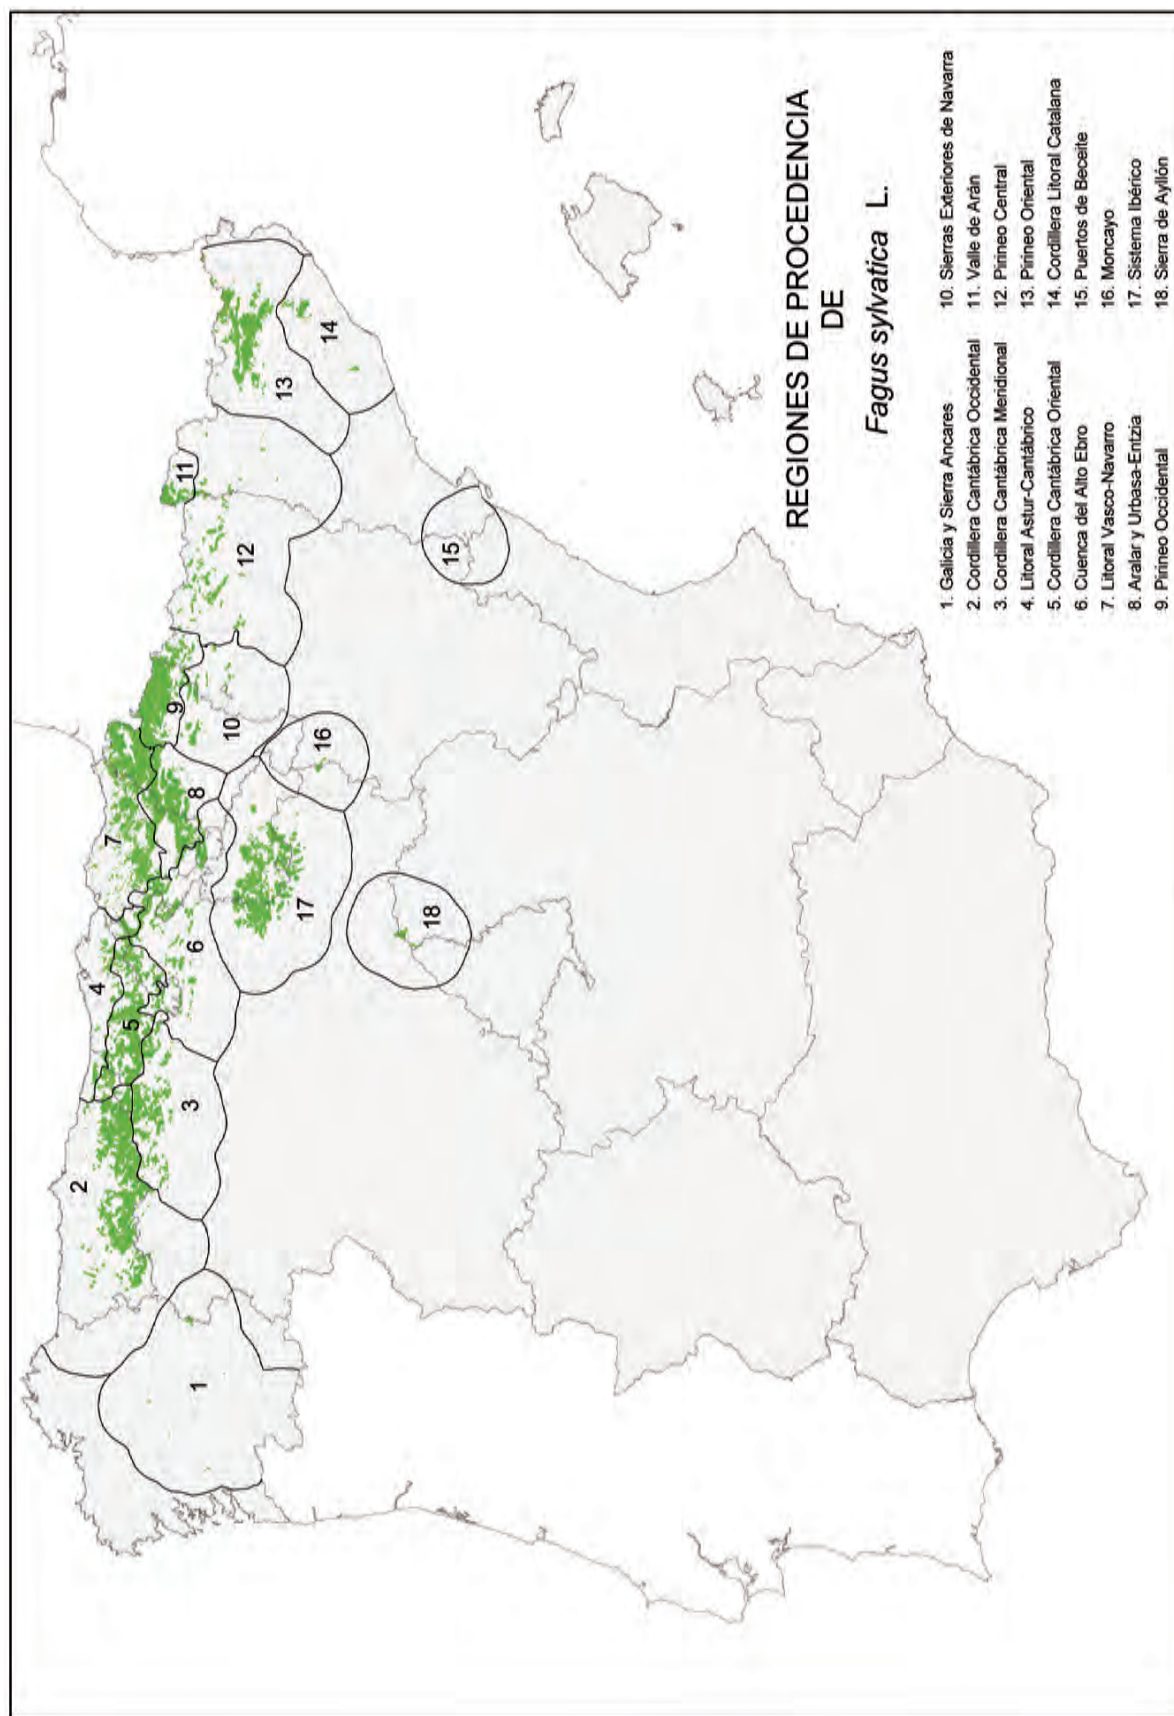 REGIONES DE PROCEDENCIA
DE
Fagus sylvatica L.
1. Galicia y Sierra Ancares
2. Cordillera Cantábrica Occidental
3. Cordillera Cantábrica Meridional
4. Litoral Astur-Cantábrico
5. Cordillera Cantábrica Oriental
6. Cuenca del Alto Ebro
7. Litoral Vasco-Navarro
8. Aralar y Urbasa-Entzia
9. Pirineo Occidental
10. Sierras Exteriores de Navarra
11. Valle de Arán
12. Pirineo Central
13. Pirineo Oriental
14. Cordillera Litoral Catalana
15. Puertos de Beceite
16. Moncayo
17. Sistema Ibérico
18. Sierra de Ayllón
1
2
3
4
5
6
7
8
9
10
11
12
13
14
15
16
17
18